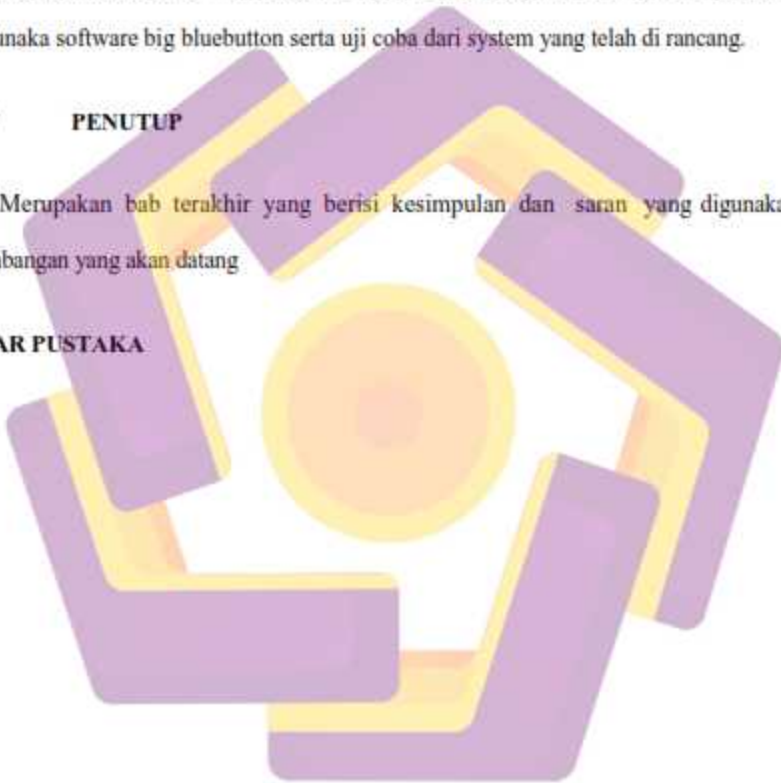 unaka software big bluebutton serta uji coba dari system yang telah di rancang.
PENUTUP
Merupakan bab terakhir yang berisi kesimpulan dan saran yang digunaka
bangan yang akan datang
AR PUSTAKA